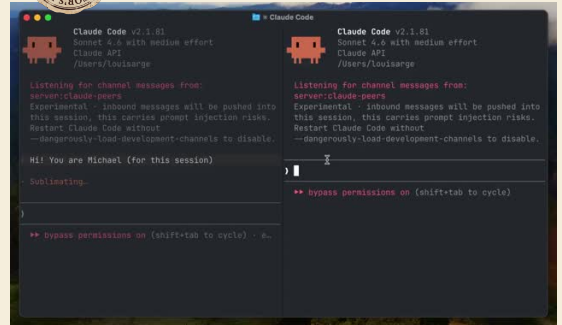 Claude Code
Claude Code v2.1.81
Sonnet 4.6 with medium effort
Claude API
/Users/louisarge
Listening for channel messages from:
server:claude-peers
Experimental · inbound messages will be pushed into
this session, this carries prompt injection risks.
Restart Claude Code without
--dangerously-load-development-channels to disable.
Hi! You are Michael (for this session)
Sublimating…
▸▸ bypass permissions on (shift+tab to cycle) · e…
Claude Code v2.1.81
Sonnet 4.6 with medium effort
Claude API
/Users/louisarge
Listening for channel messages from:
server:claude-peers
Experimental · inbound messages will be pushed into
this session, this carries prompt injection risks.
Restart Claude Code without
--dangerously-load-development-channels to disable.
▸▸ bypass permissions on (shift+tab to cycle)